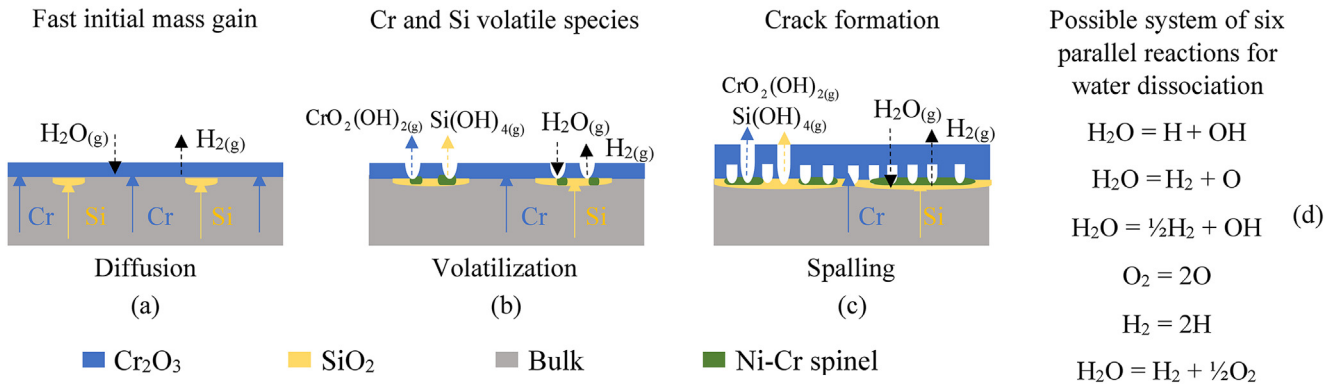 Fast initial mass gain
H₂O(g)
H₂(g)
Cr
Si
Cr
Si
Diffusion
(a)
Cr and Si volatile species
CrO₂(OH)₂(g)
Si(OH)₄(g)
H₂O(g)
H₂(g)
Cr
Si
Volatilization
(b)
Crack formation
CrO₂(OH)₂(g)
Si(OH)₄(g)
H₂O(g)
H₂(g)
Cr
Si
Spalling
(c)
Possible system of six
parallel reactions for
water dissociation
H₂O = H + OH
H₂O = H₂ + O
H₂O = ½H₂ + OH
(d)
O₂ = 2O
H₂ = 2H
H₂O = H₂ + ½O₂
Cr₂O₃
SiO₂
Bulk
Ni-Cr spinel